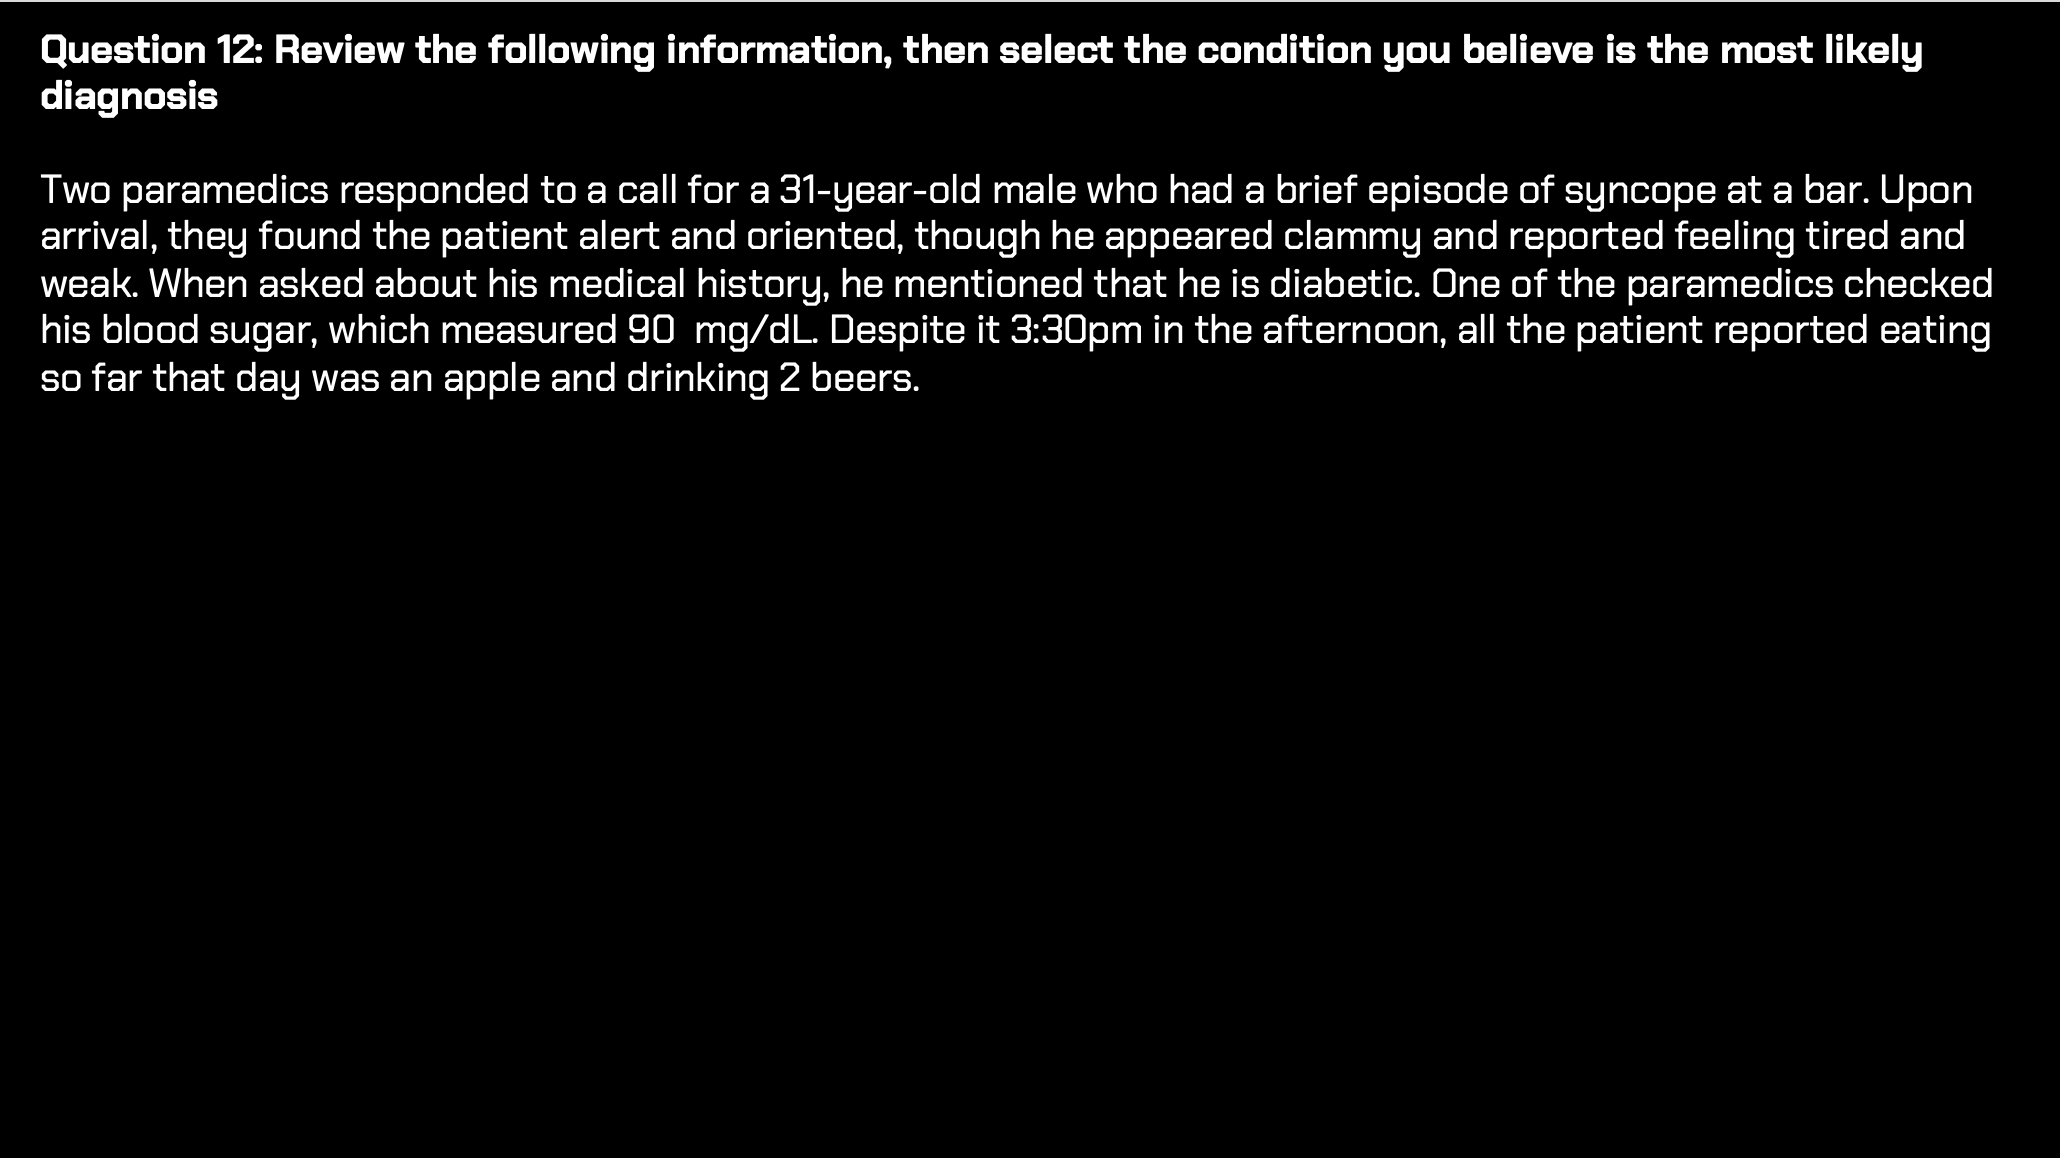 Question 12: Review the following information, then select the condition you believe is the most likely
diagnosis
Two paramedics responded to a call for a 31-year-old male who had a brief episode of syncope at a bar. Upon
arrival, they found the patient alert and oriented, though he appeared clammy and reported feeling tired and
weak. When asked about his medical history, he mentioned that he is diabetic. One of the paramedics checked
his blood sugar, which measured 90  mg/dL. Despite it 3:30pm in the afternoon, all the patient reported eating
so far that day was an apple and drinking 2 beers.